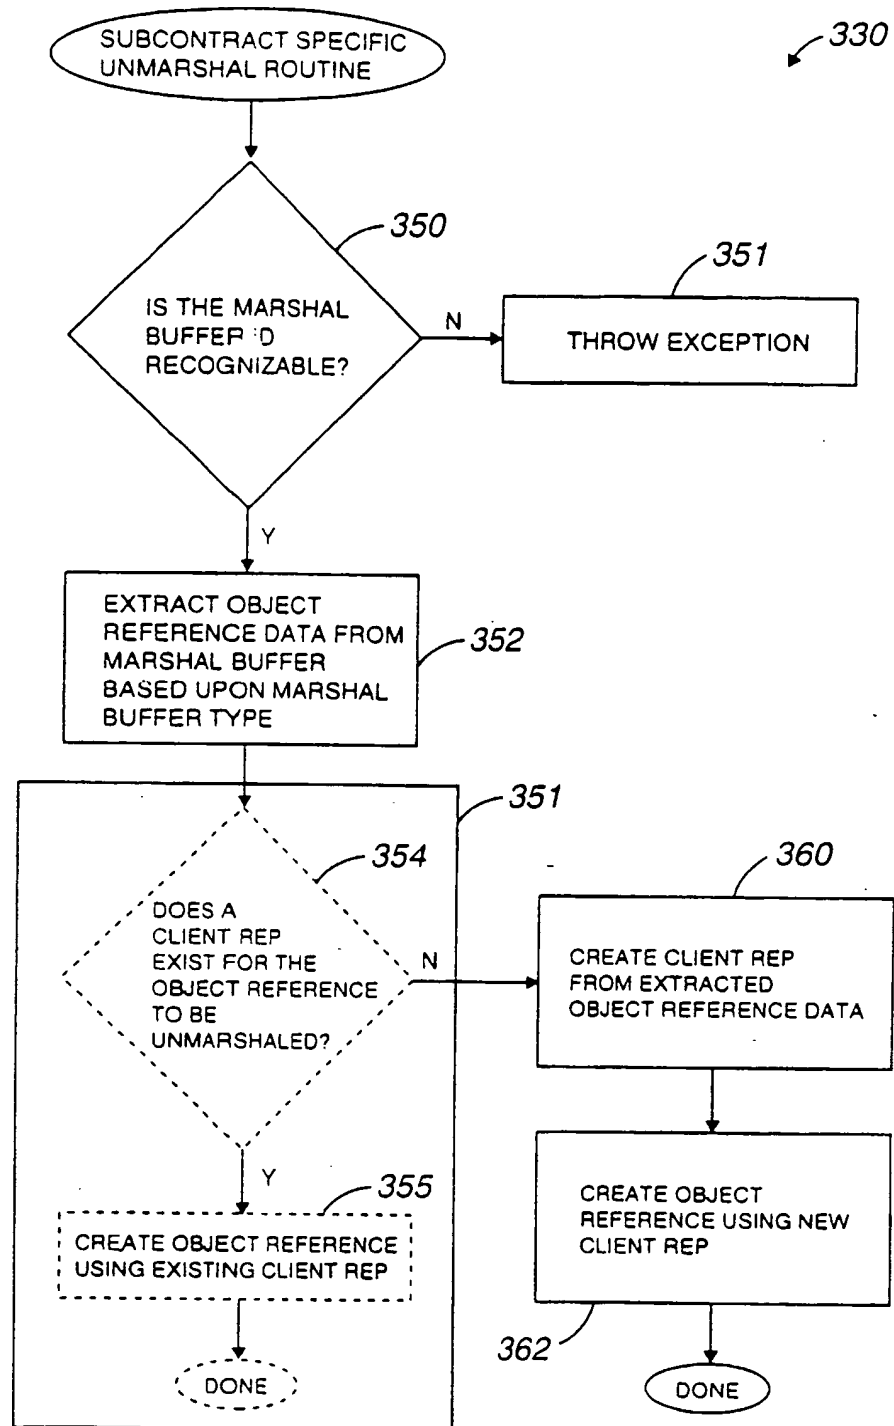 SUBCONTRACT SPECIFIC
UNMARSHAL ROUTINE
330
350
IS THE MARSHAL
BUFFER ID
RECOGNIZABLE?
N
351
THROW EXCEPTION
Y
EXTRACT OBJECT
REFERENCE DATA FROM
MARSHAL BUFFER
BASED UPON MARSHAL
BUFFER TYPE
352
351
354
DOES A
CLIENT REP
EXIST FOR THE
OBJECT REFERENCE
TO BE
UNMARSHALED?
N
360
CREATE CLIENT REP
FROM EXTRACTED
OBJECT REFERENCE DATA
Y
355
CREATE OBJECT REFERENCE
USING EXISTING CLIENT REP
CREATE OBJECT
REFERENCE USING NEW
CLIENT REP
362
DONE
DONE